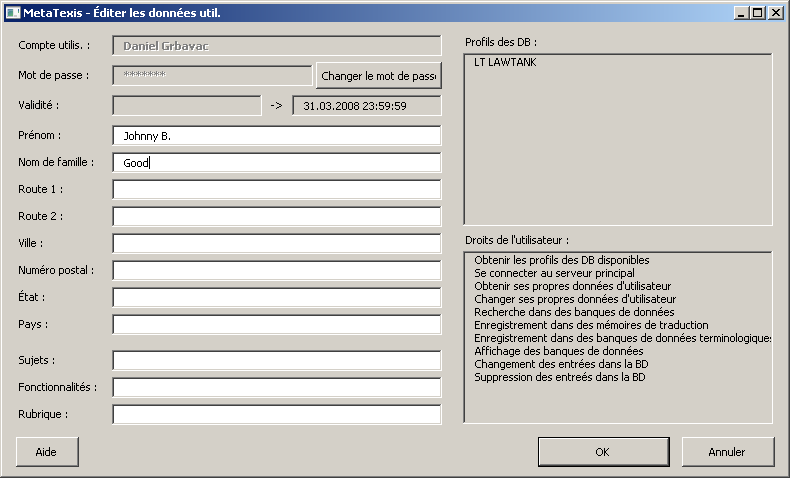 MetaTexis - Éditer les données util.
Compte utilis. : Daniel Grbavac
Mot de passe : ******* Changer le mot de passe
Validité : -> 31.03.2008 23:59:59
Prénom : Johnny B.
Nom de famille : Good
Route 1 :
Route 2 :
Ville :
Numéro postal :
État :
Pays :
Sujets :
Fonctionnalités :
Rubrique :
Profils des DB :
LT LAWTANK
Droits de l'utilisateur :
Obtenir les profils des DB disponibles
Se connecter au serveur principal
Obtenir ses propres données d'utilisateur
Changer ses propres données d'utilisateur
Recherche dans des banques de données
Enregistrement dans des mémoires de traduction
Enregistrement dans des banques de données terminologiques
Affichage des banques de données
Changement des entrées dans la BD
Suppression des entreés dans la BD
Aide
OK
Annuler